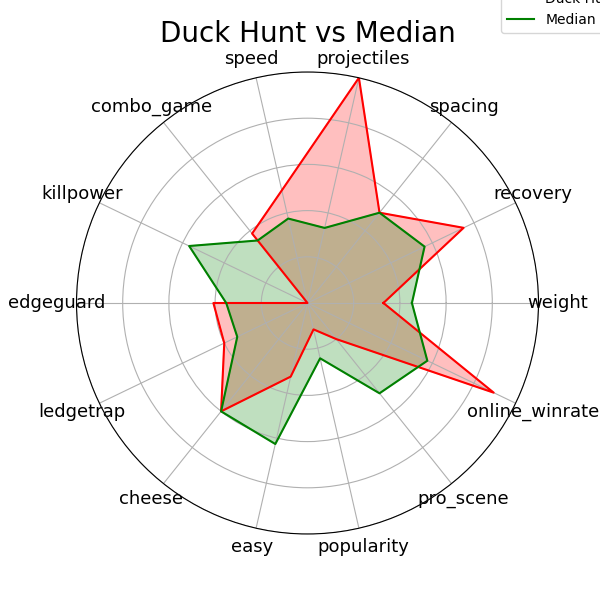 Duck Hunt vs Median
Duck
Median
speed
projectiles
combo_game
spacing
killpower
recovery
edgeguard
weight
ledgetrap
online_winrate
cheese
pro_scene
easy
popularity